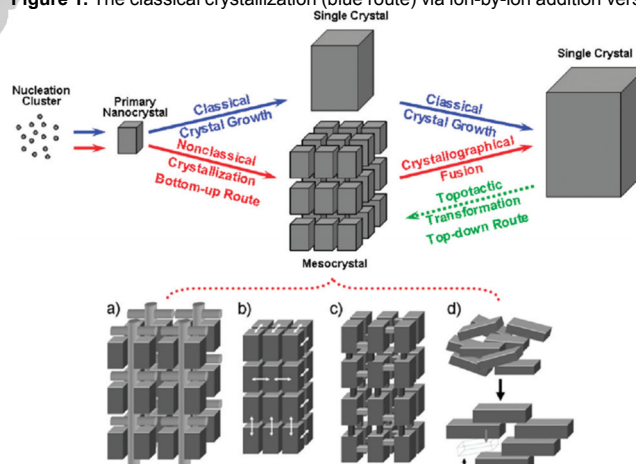 Figure 1. The classical crystallization (blue route) via ion-by-ion addition vers
Single Crystal
Single Crystal
Nucleation
Cluster
Primary
Nanocrystal
Classical
Crystal Growth
Classical
Crystal Growth
Nonclassical
Crystallization
Bottom-up Route
Crystallographical
Fusion
Topotactic
Transformation
Top-down Route
Mesocrystal
a) b) c) d)